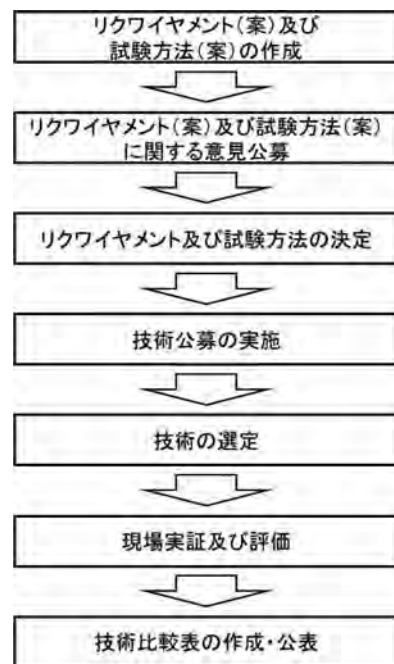 リクワイヤメント(案)及び
試験方法(案)の作成
リクワイヤメント(案)及び試験方法(案)
に関する意見公募
リクワイヤメント及び試験方法の決定
技術公募の実施
技術の選定
現場実証及び評価
技術比較表の作成・公表